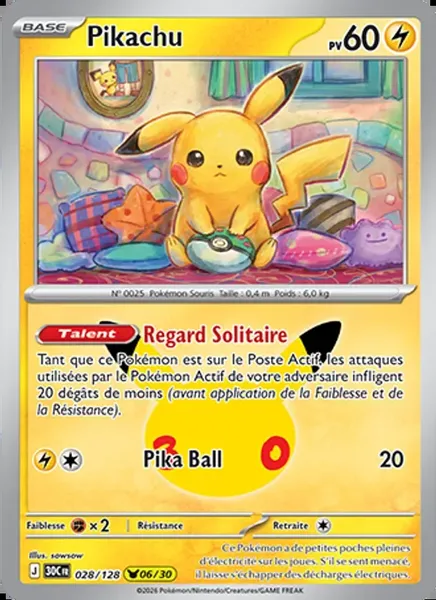 BASE Pikachu PV 60
N° 0025 Pokémon Souris Taille : 0,4 m Poids : 6,0 kg
Talent Regard Solitaire
Tant que ce Pokémon est sur le Poste Actif, les attaques
utilisées par le Pokémon Actif de votre adversaire infligent
20 dégâts de moins (avant application de la Faiblesse et de
la Résistance).
3 0
Pika Ball 20
Faiblesse × 2 Résistance Retraite
Illus. sowsow
J 30C FR 028/128 06/30
Ce Pokémon a de petites poches pleines
d'électricité sur les joues. S'il se sent menacé,
il laisse s'échapper des décharges électriques.
©2026 Pokémon/Nintendo/Creatures/GAME FREAK